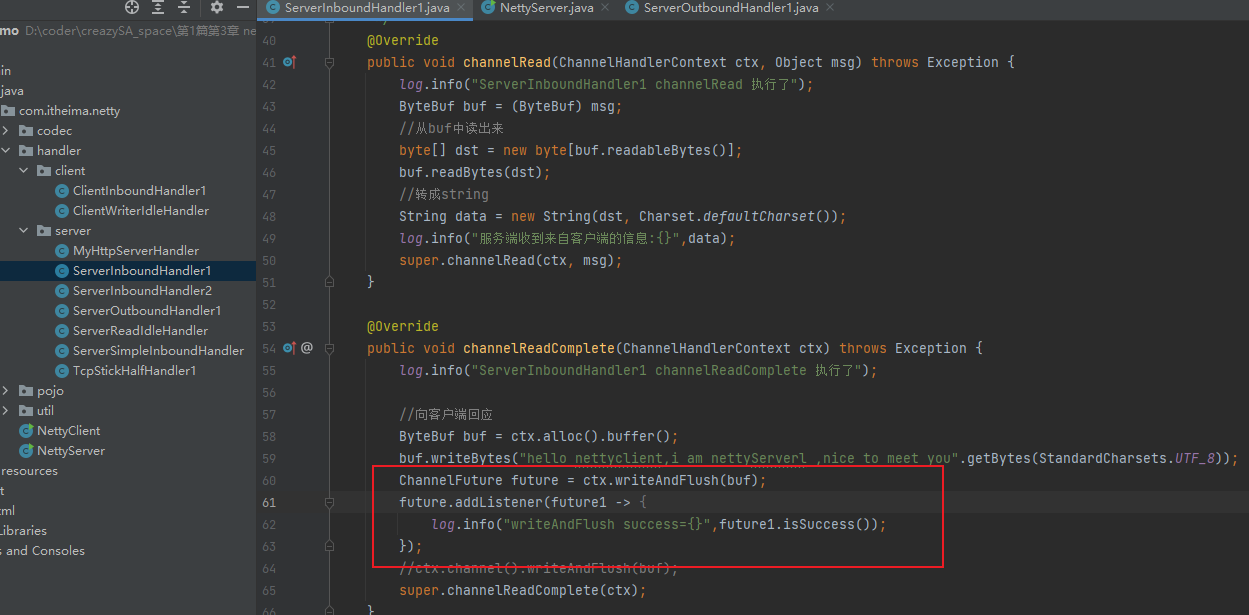 ServerInboundHandler1.java
NettyServer.java
ServerOutboundHandler1.java
mo D:\coder\creazySA_space\第1篇第3章 ne
in
java
com.itheima.netty
codec
handler
client
ClientInboundHandler1
ClientWriterIdleHandler
server
MyHttpServerHandler
ServerInboundHandler1
ServerInboundHandler2
ServerOutboundHandler1
ServerReadIdleHandler
ServerSimpleInboundHandler
TcpStickHalfHandler1
pojo
util
NettyClient
NettyServer
resources
t
ml
Libraries
s and Consoles
40 @Override
41 public void channelRead(ChannelHandlerContext ctx, Object msg) throws Exception {
42 log.info("ServerInboundHandler1 channelRead 执行了");
43 ByteBuf buf = (ByteBuf) msg;
44 //从buf中读出来
45 byte[] dst = new byte[buf.readableBytes()];
46 buf.readBytes(dst);
47 //转成string
48 String data = new String(dst, Charset.defaultCharset());
49 log.info("服务端收到来自客户端的信息:{}",data);
50 super.channelRead(ctx, msg);
51 }
52
53 @Override
54 @ public void channelReadComplete(ChannelHandlerContext ctx) throws Exception {
55 log.info("ServerInboundHandler1 channelReadComplete 执行了");
56
57 //向客户端回应
58 ByteBuf buf = ctx.alloc().buffer();
59 buf.writeBytes("hello nettyclient,i am nettyServerl ,nice to meet you".getBytes(StandardCharsets.UTF_8));
60 ChannelFuture future = ctx.writeAndFlush(buf);
61 future.addListener(future1 -> {
62 log.info("writeAndFlush success={}",future1.isSuccess());
63 });
64 //ctx.channel().writeAndFlush(buf);
65 super.channelReadComplete(ctx);
66 }